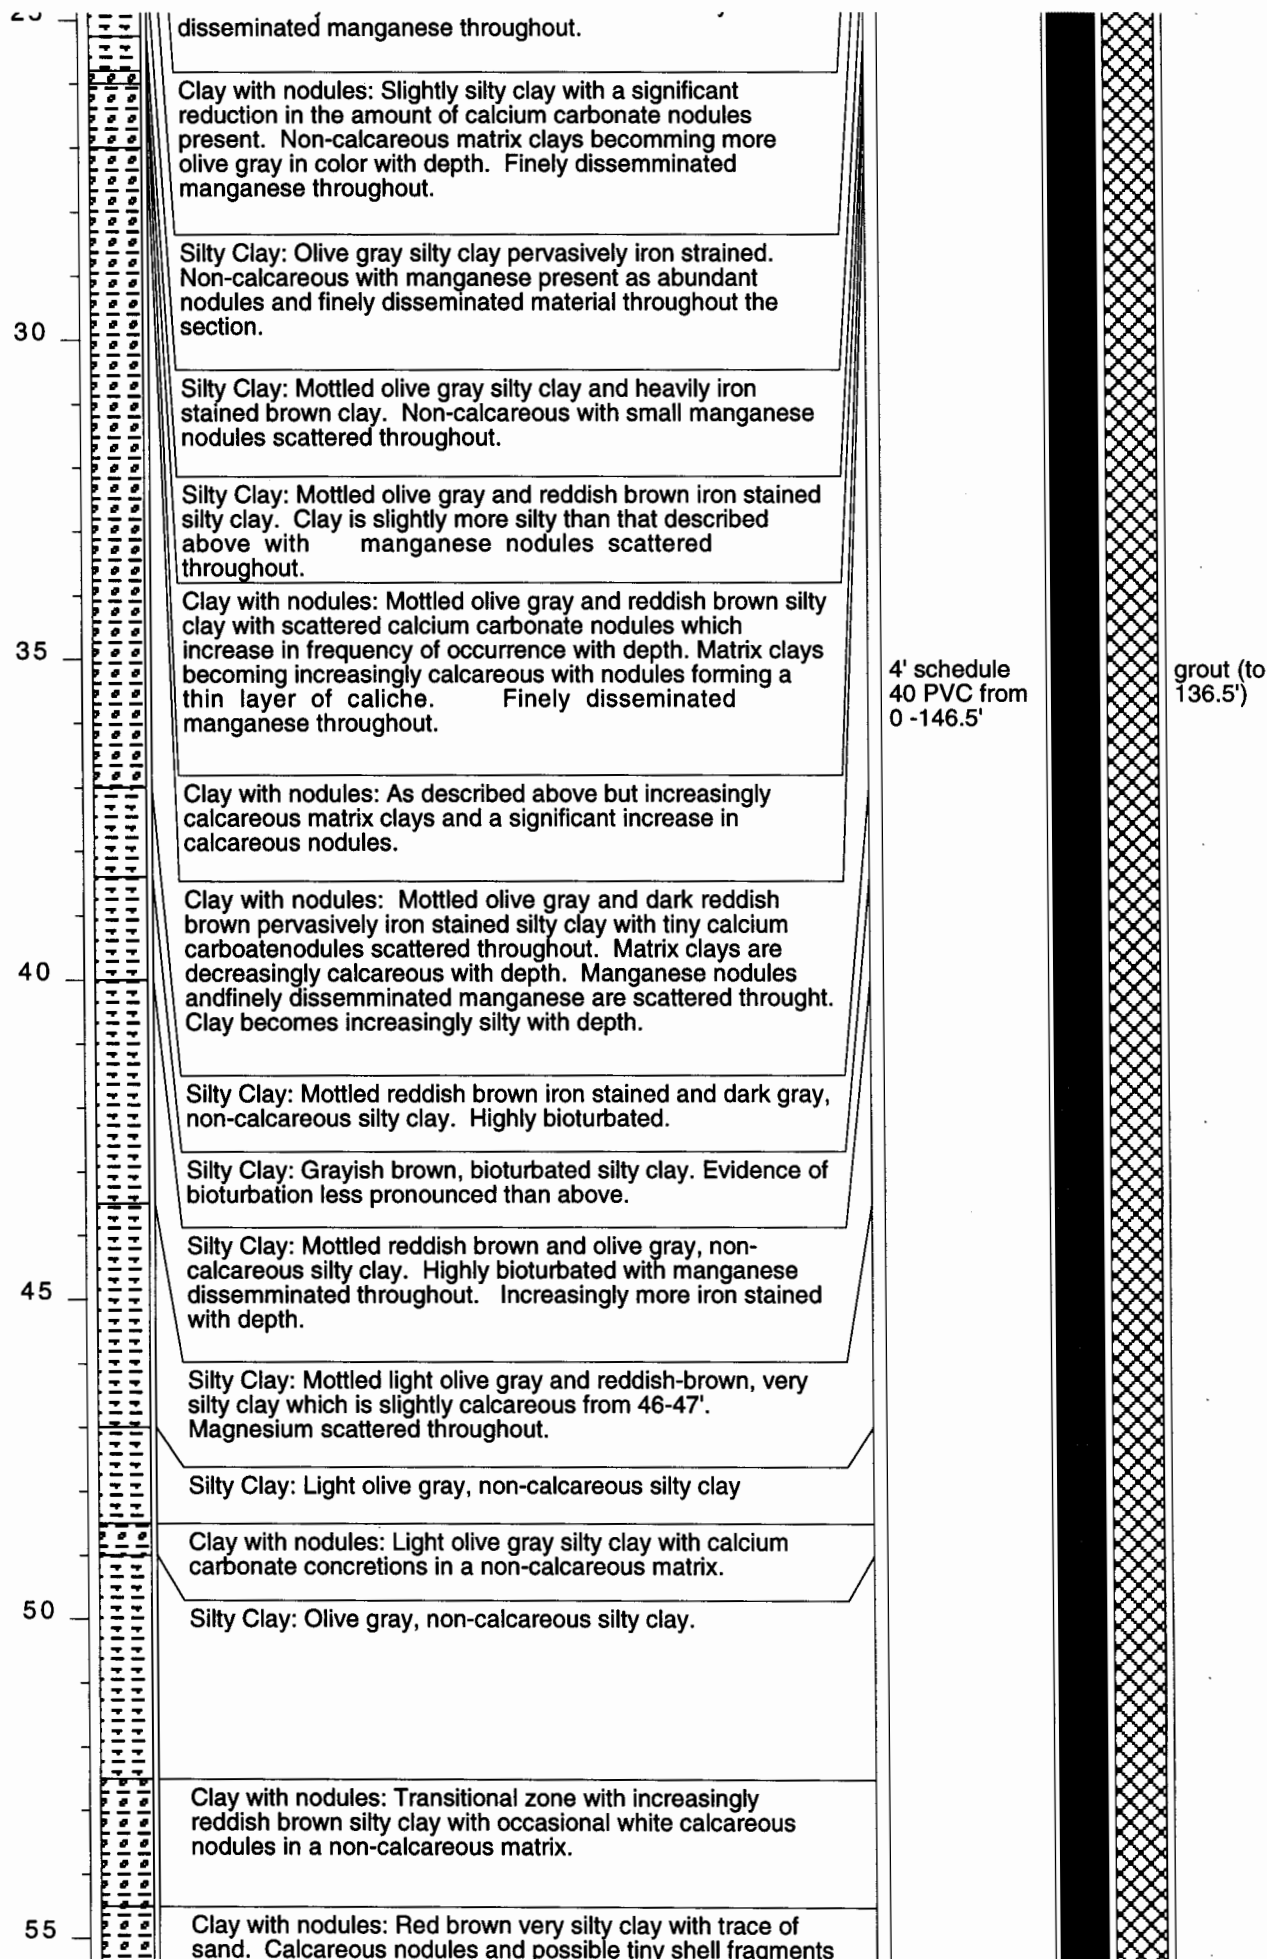 25
disseminated manganese throughout.
Clay with nodules: Slightly silty clay with a significant
reduction in the amount of calcium carbonate nodules
present. Non-calcareous matrix clays becomming more
olive gray in color with depth. Finely dissemminated
manganese throughout.
Silty Clay: Olive gray silty clay pervasively iron strained.
Non-calcareous with manganese present as abundant
nodules and finely disseminated material throughout the
section.
30
Silty Clay: Mottled olive gray silty clay and heavily iron
stained brown clay. Non-calcareous with small manganese
nodules scattered throughout.
Silty Clay: Mottled olive gray and reddish brown iron stained
silty clay. Clay is slightly more silty than that described
above with manganese nodules scattered
throughout.
Clay with nodules: Mottled olive gray and reddish brown silty
clay with scattered calcium carbonate nodules which
increase in frequency of occurrence with depth. Matrix clays
becoming increasingly calcareous with nodules forming a
thin layer of caliche. Finely disseminated
manganese throughout.
35
4' schedule
40 PVC from
0 -146.5'
grout (to
136.5')
Clay with nodules: As described above but increasingly
calcareous matrix clays and a significant increase in
calcareous nodules.
Clay with nodules: Mottled olive gray and dark reddish
brown pervasively iron stained silty clay with tiny calcium
carboatenodules scattered throughout. Matrix clays are
decreasingly calcareous with depth. Manganese nodules
andfinely dissemminated manganese are scattered throught.
Clay becomes increasingly silty with depth.
40
Silty Clay: Mottled reddish brown iron stained and dark gray,
non-calcareous silty clay. Highly bioturbated.
Silty Clay: Grayish brown, bioturbated silty clay. Evidence of
bioturbation less pronounced than above.
Silty Clay: Mottled reddish brown and olive gray, non-
calcareous silty clay. Highly bioturbated with manganese
dissemminated throughout. Increasingly more iron stained
with depth.
45
Silty Clay: Mottled light olive gray and reddish-brown, very
silty clay which is slightly calcareous from 46-47'.
Magnesium scattered throughout.
Silty Clay: Light olive gray, non-calcareous silty clay
Clay with nodules: Light olive gray silty clay with calcium
carbonate concretions in a non-calcareous matrix.
50
Silty Clay: Olive gray, non-calcareous silty clay.
Clay with nodules: Transitional zone with increasingly
reddish brown silty clay with occasional white calcareous
nodules in a non-calcareous matrix.
55
Clay with nodules: Red brown very silty clay with trace of
sand. Calcareous nodules and possible tiny shell fragments